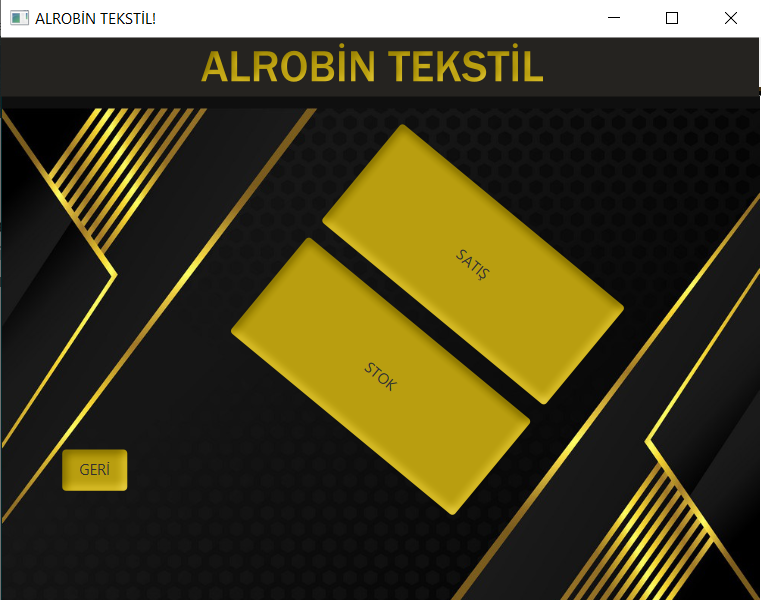 ALROBİN TEKSTİL!
ALROBİN TEKSTİL
SATIŞ
STOK
GERİ